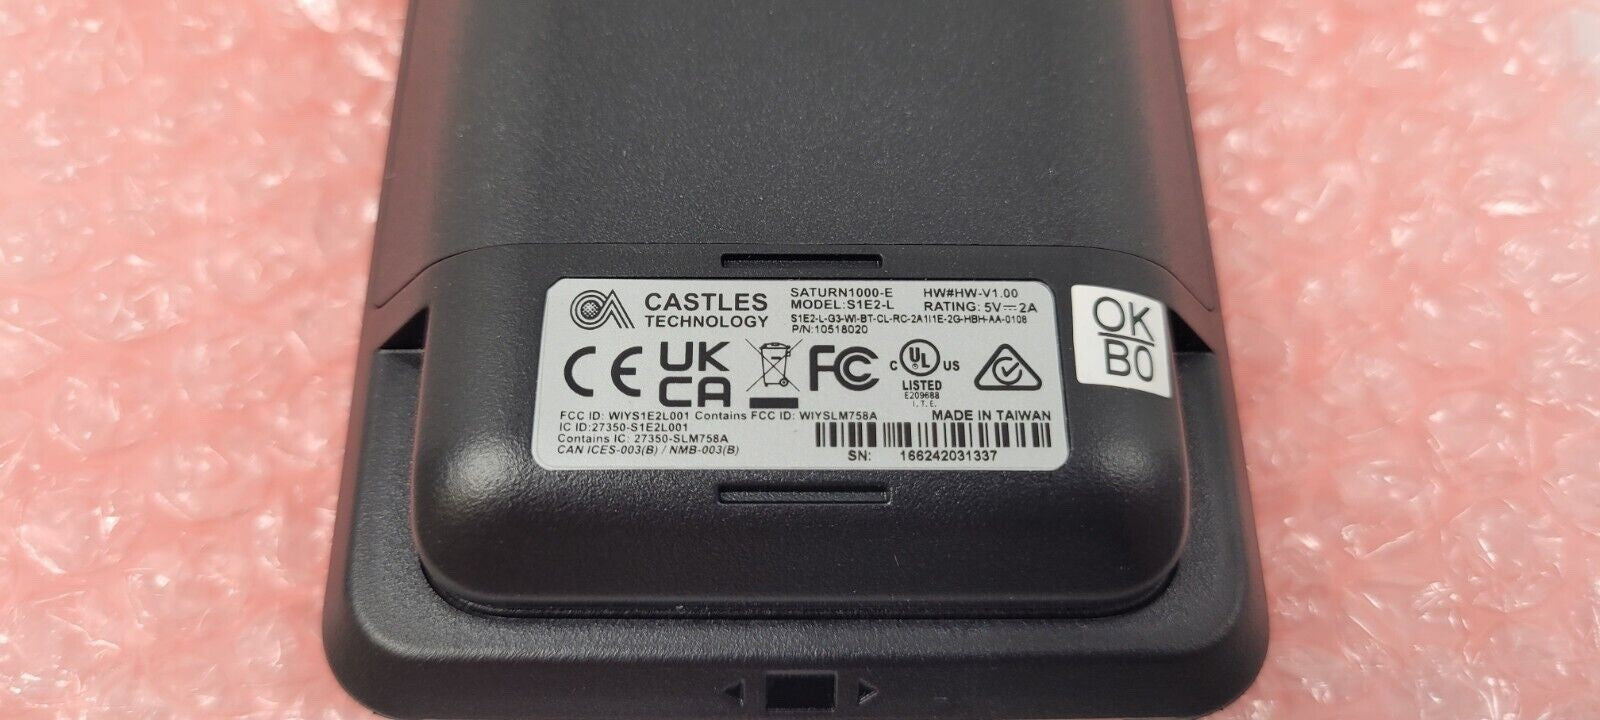 CASTLES
TECHNOLOGY
SATURN1000-E HW#HW-V1.00
MODEL:S1E2-L RATING: 5V⎓2A
S1E2-L-G3-WI-BT-CL-RC-2A1I1E-2G-HBH-AA-0108
P/N:10518020
CE UK CA FC C UL US
LISTED
E209688
I.T.E.
FCC ID: WIYS1E2L001 Contains FCC ID: WIYSLM758A
IC ID:27350-S1E2L001
Contains IC: 27350-SLM758A
CAN ICES-003(B) / NMB-003(B)
MADE IN TAIWAN
SN: 166242031337
OK
B0